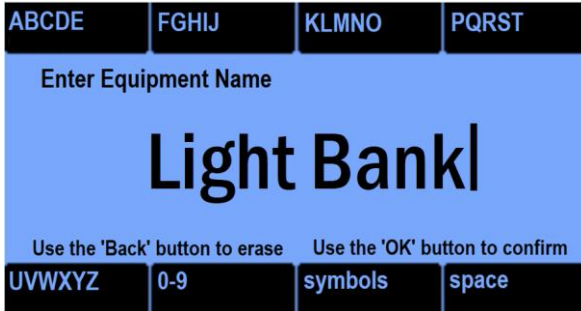 ABCDE FGHIJ KLMNO PQRST
Enter Equipment Name
Light Bank
Use the 'Back' button to erase Use the 'OK' button to confirm
UVWXYZ 0-9 symbols space